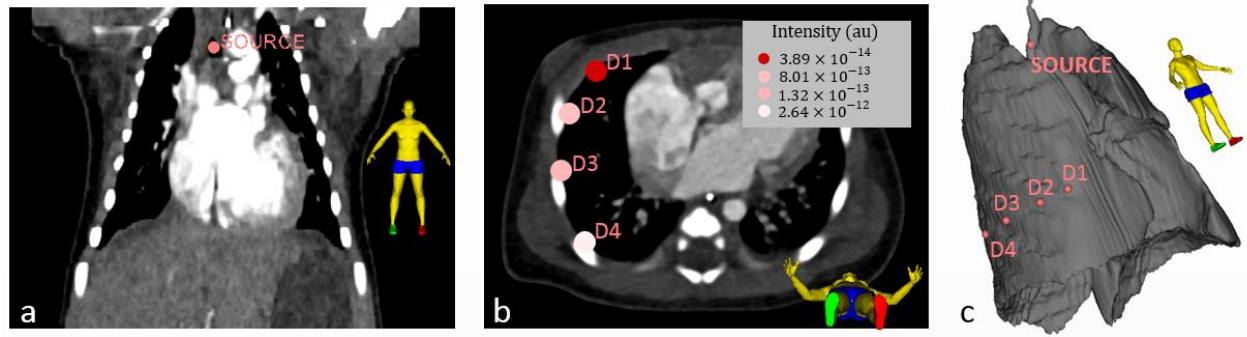 SOURCE
a
D1
D2
D3
D4
Intensity (au)
3.89 × 10⁻¹⁴
8.01 × 10⁻¹³
1.32 × 10⁻¹³
2.64 × 10⁻¹²
b
SOURCE
D1
D2
D3
D4
c